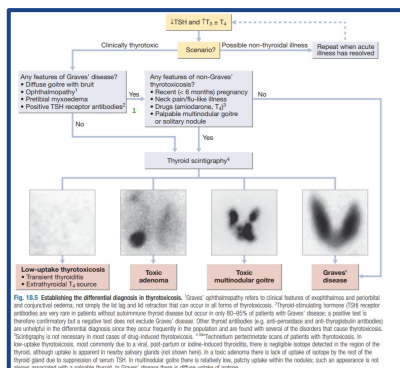 ↓TSH and ↑T3 ± T4
Clinically thyrotoxic
Scenario?
Possible non-thyroidal illness
Repeat when acute
illness has resolved
Any features of Graves' disease?
• Diffuse goitre with bruit
• Ophthalmopathy1
• Pretibial myxoedema
• Positive TSH receptor antibodies2
Yes
1
Any features of non-Graves'
thyrotoxicosis?
• Recent (< 6 months) pregnancy
• Neck pain/flu-like illness
• Drugs (amiodarone, T4)3
• Palpable multinodular goitre
or solitary nodule
No
No
Yes
Thyroid scintigraphy4
Low-uptake thyrotoxicosis
• Transient thyroiditis
• Extrathyroidal T4 source
Toxic
adenoma
Toxic
multinodular goitre
Graves'
disease
Fig. 18.5 Establishing the differential diagnosis in thyrotoxicosis. 1Graves' ophthalmopathy refers to clinical features of exophthalmos and periorbital
and conjunctival oedema, not simply the lid lag and lid retraction that can occur in all forms of thyrotoxicosis. 2Thyroid-stimulating hormone (TSH) receptor
antibodies are very rare in patients without autoimmune thyroid disease but occur in only 80–95% of patients with Graves' disease; a positive test is
therefore confirmatory but a negative test does not exclude Graves' disease. Other thyroid antibodies (e.g. anti-peroxidase and anti-thyroglobulin antibodies)
are unhelpful in the differential diagnosis since they occur frequently in the population and are found with several of the disorders that cause thyrotoxicosis.
3Scintigraphy is not necessary in most cases of drug-induced thyrotoxicosis. 4 99mTechnetium pertechnetate scans of patients with thyrotoxicosis. In
low-uptake thyrotoxicosis, most commonly due to a viral, post-partum or iodine-induced thyroiditis, there is negligible isotope detected in the region of the
thyroid, although uptake is apparent in nearby salivary glands (not shown here). In a toxic adenoma there is lack of uptake of isotope by the rest of the
thyroid gland due to suppression of serum TSH. In multinodular goitre there is relatively low, patchy uptake within the nodules; such an appearance is not
always associated with a palpable thyroid. In Graves' disease there is diffuse uptake of isotope.